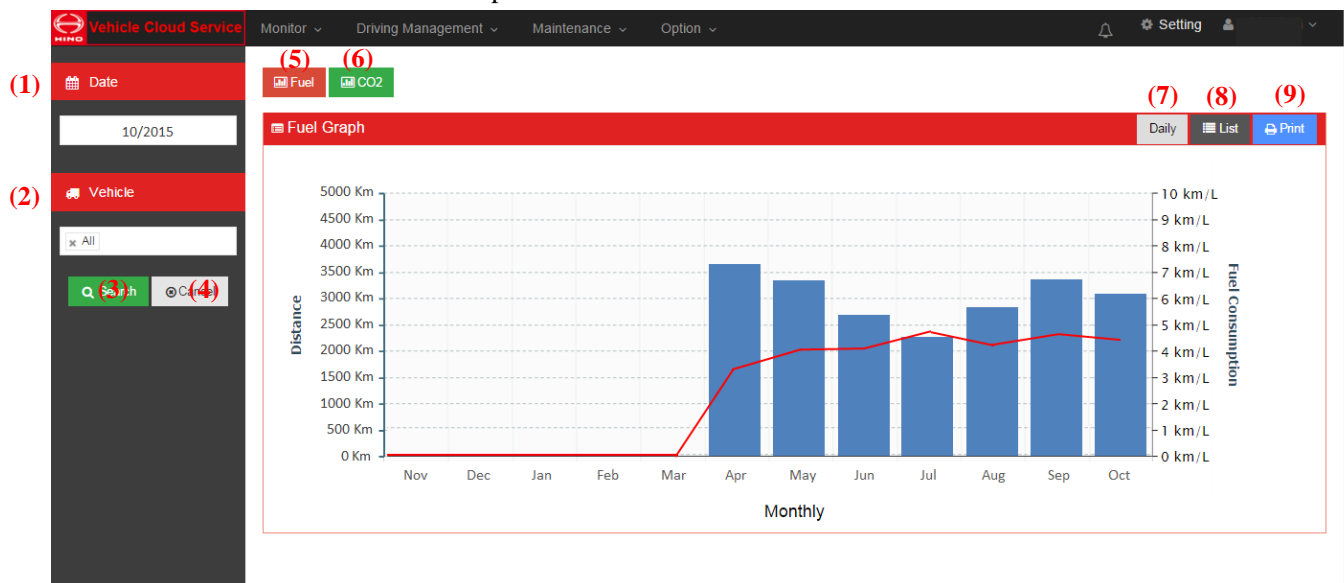 HINO Vehicle Cloud Service Monitor Driving Management Maintenance Option Setting
(5) (6)
(1) Date Fuel CO2
(7) (8) (9)
10/2015 Fuel Graph Daily List Print
(2) Vehicle
× All
Search (3) Cancel (4)
5000 Km 10 km/L
4500 Km 9 km/L
4000 Km 8 km/L
3500 Km 7 km/L
3000 Km 6 km/L
2500 Km 5 km/L
2000 Km 4 km/L
1500 Km 3 km/L
1000 Km 2 km/L
500 Km 1 km/L
0 Km 0 km/L
Distance
Fuel Consumption
Nov Dec Jan Feb Mar Apr May Jun Jul Aug Sep Oct
Monthly